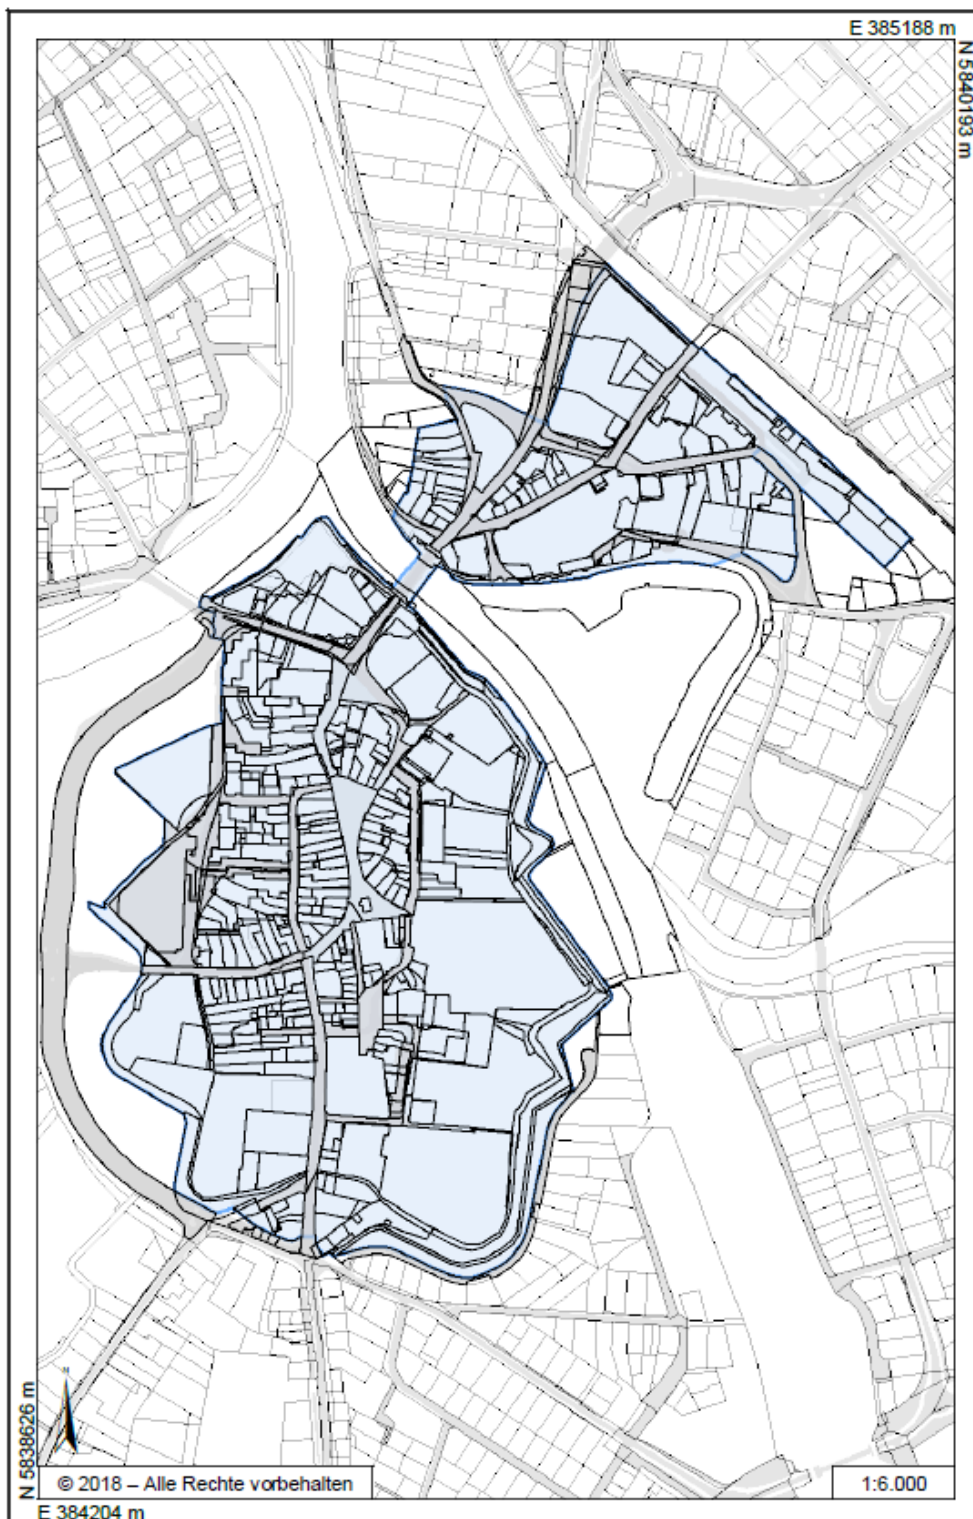 E 385188 m
N 5840193 m
N
N 5838626 m
© 2018 – Alle Rechte vorbehalten
1:6.000
E 384204 m